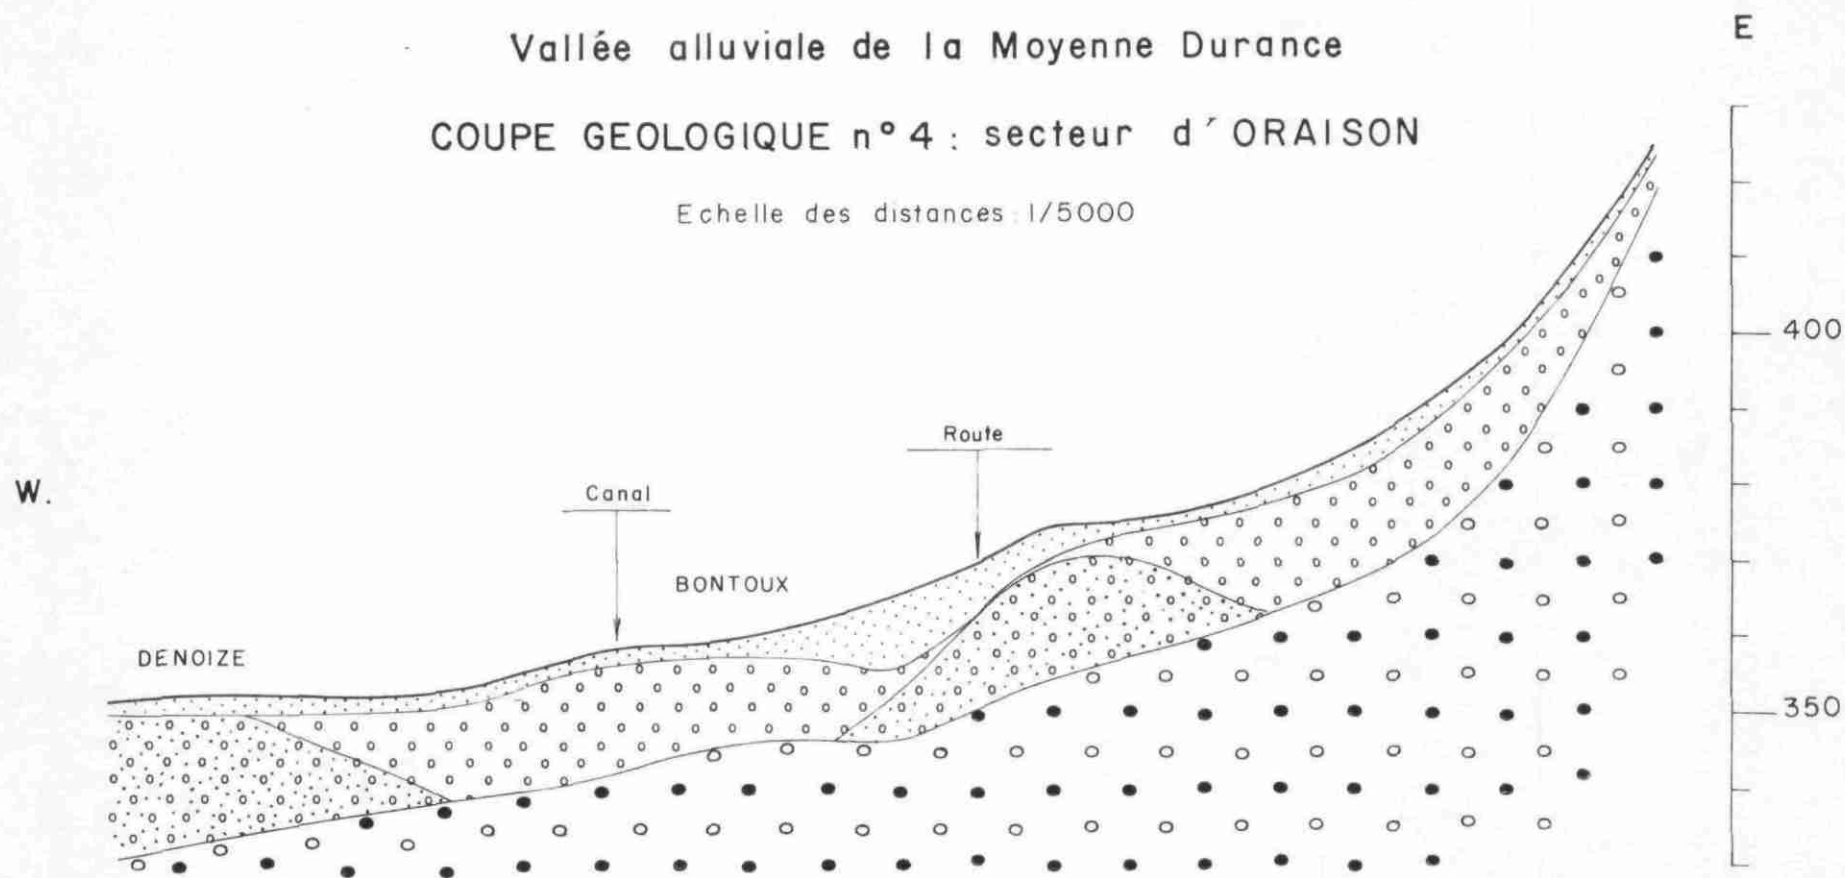 E
Vallée alluviale de la Moyenne Durance
COUPE GEOLOGIQUE n° 4 : secteur d'ORAISON
Echelle des distances : 1/5000
400
Route
W.
Canal
BONTOUX
DENOIZE
350